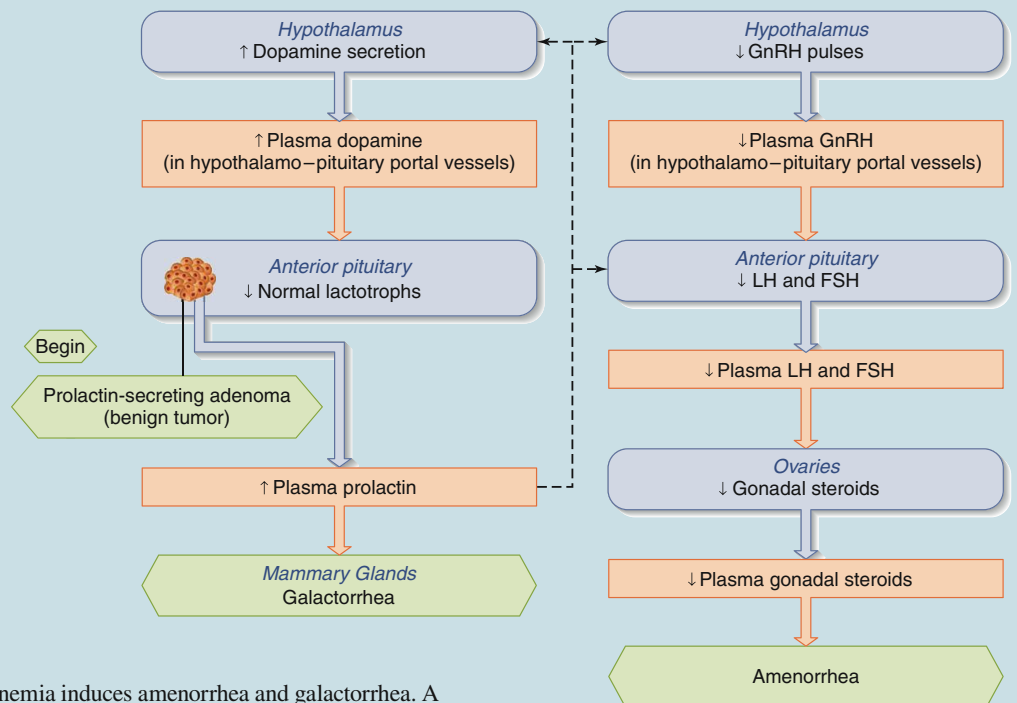 Hypothalamus
↑ Dopamine secretion
↑ Plasma dopamine
(in hypothalamo–pituitary portal vessels)
Anterior pituitary
↓ Normal lactotrophs
Begin
Prolactin-secreting adenoma
(benign tumor)
↑ Plasma prolactin
Mammary Glands
Galactorrhea
Hypothalamus
↓ GnRH pulses
↓ Plasma GnRH
(in hypothalamo–pituitary portal vessels)
Anterior pituitary
↓ LH and FSH
↓ Plasma LH and FSH
Ovaries
↓ Gonadal steroids
↓ Plasma gonadal steroids
Amenorrhea
nemia induces amenorrhea and galactorrhea. A